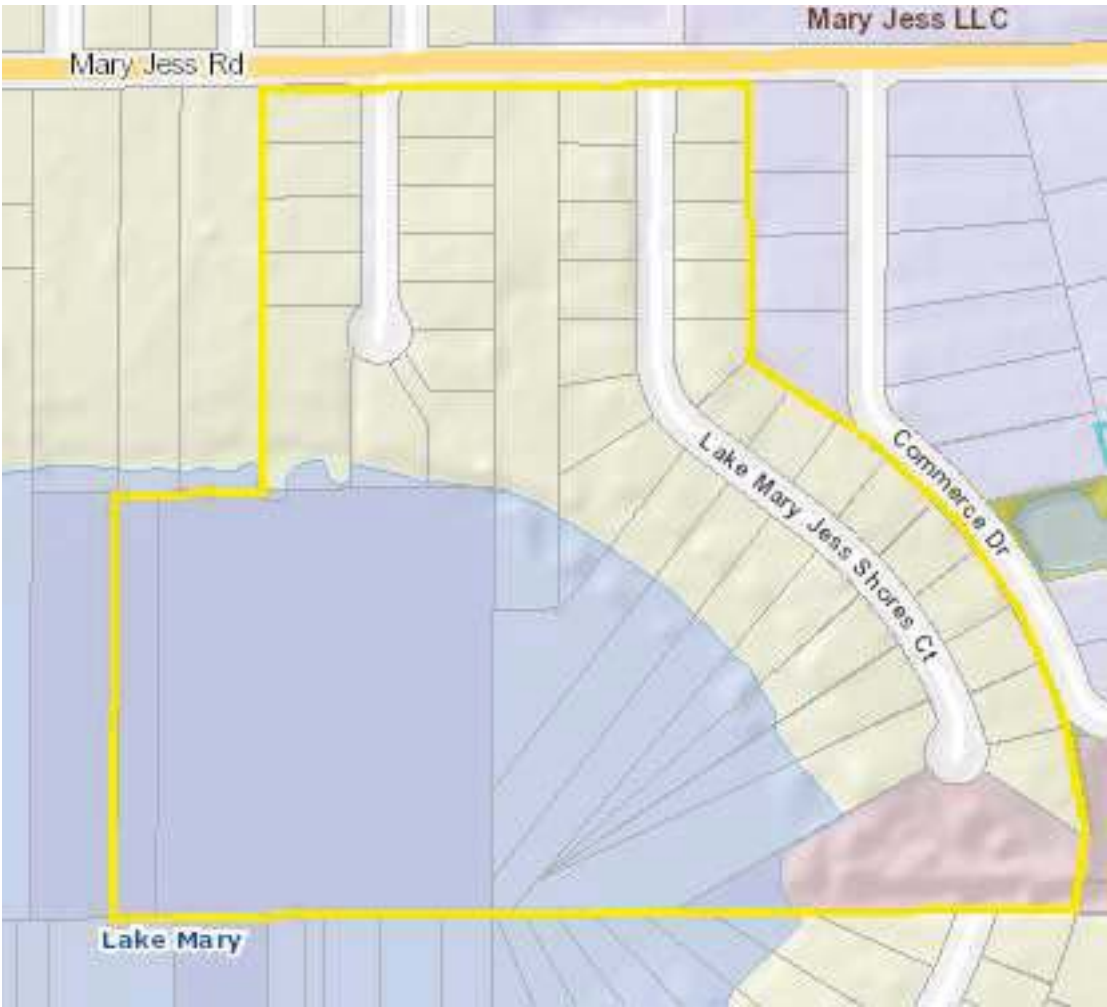 Mary Jess LLC
Mary Jess Rd
Commerce Dr
Lake Mary Jess Shores Ct
Lake Mary